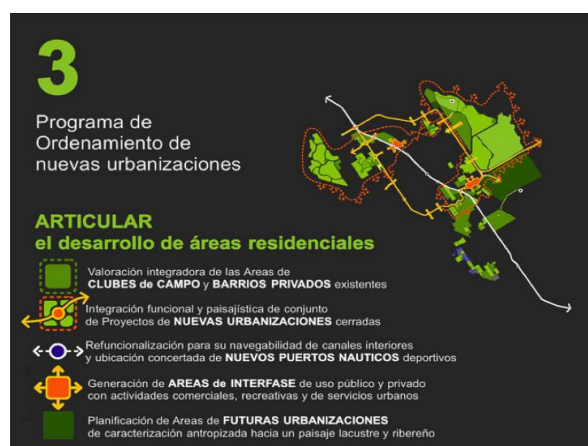 3
Programa de
Ordenamiento de
nuevas urbanizaciones
ARTICULAR
el desarrollo de áreas residenciales
Valoración integradora de las Areas de
CLUBES de CAMPO y BARRIOS PRIVADOS existentes
Integración funcional y paisajística de conjunto
de Proyectos de NUEVAS URBANIZACIONES cerradas
Refuncionalización para su navegabilidad de canales interiores
y ubicación concertada de NUEVOS PUERTOS NAUTICOS deportivos
Generación de AREAS de INTERFASE de uso público y privado
con actividades comerciales, recreativas y de servicios urbanos
Planificación de Areas de FUTURAS URBANIZACIONES
de caracterización antropizada hacia un paisaje lacustre y ribereño